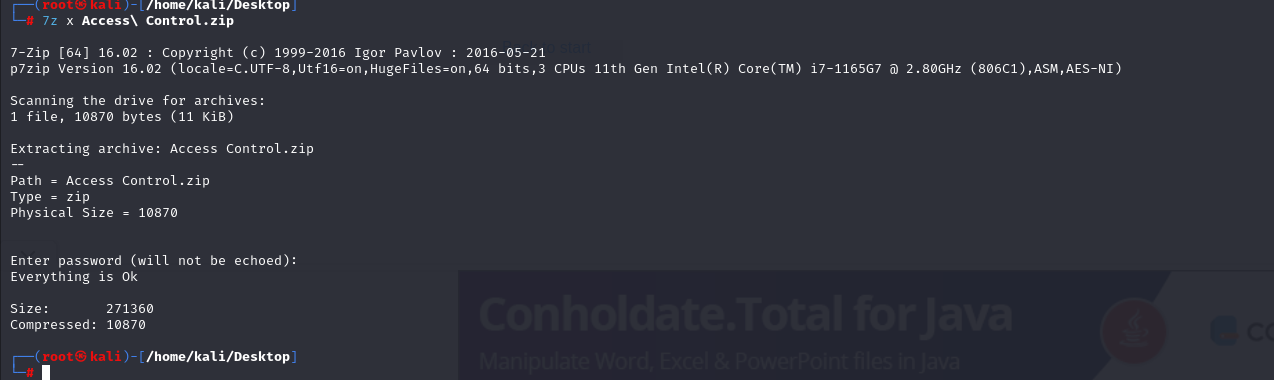 ┌──(root㉿kali)-[/home/kali/Desktop]
└─# 7z x Access\ Control.zip
7-Zip [64] 16.02 : Copyright (c) 1999-2016 Igor Pavlov : 2016-05-21
p7zip Version 16.02 (locale=C.UTF-8,Utf16=on,HugeFiles=on,64 bits,3 CPUs 11th Gen Intel(R) Core(TM) i7-1165G7 @ 2.80GHz (806C1),ASM,AES-NI)
Scanning the drive for archives:
1 file, 10870 bytes (11 KiB)
Extracting archive: Access Control.zip
--
Path = Access Control.zip
Type = zip
Physical Size = 10870
Enter password (will not be echoed):
Everything is Ok
Size:       271360
Compressed: 10870
┌──(root㉿kali)-[/home/kali/Desktop]
└─#
Conholdate.Total for Java
Manipulate Word, Excel & PowerPoint files in Java